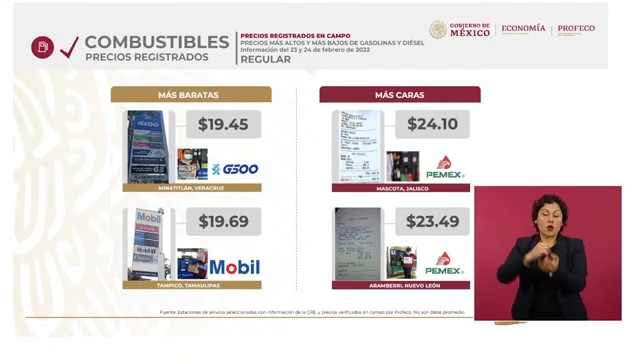 COMBUSTIBLES
PRECIOS REGISTRADOS
PRECIOS REGISTRADOS EN CAMPO
PRECIOS MÁS ALTOS Y MÁS BAJOS DE GASOLINAS Y DIÉSEL
Información del 23 y 24 de febrero de 2022
REGULAR
GOBIERNO DE
MÉXICO
ECONOMÍA
PROFECO
MÁS BARATAS
MÁS CARAS
$19.45
$24.10
G500
G500
PEMEX
MINATITLÁN, VERACRUZ
MASCOTA, JALISCO
$19.69
$23.49
Mobil
Mobil
PEMEX
TAMPICO, TAMAULIPAS
ARAMBERRI, NUEVO LEÓN
Fuente: Estaciones de servicio seleccionadas con información de la CRE, y precios verificados en campo por Profeco. No son datos promedio.